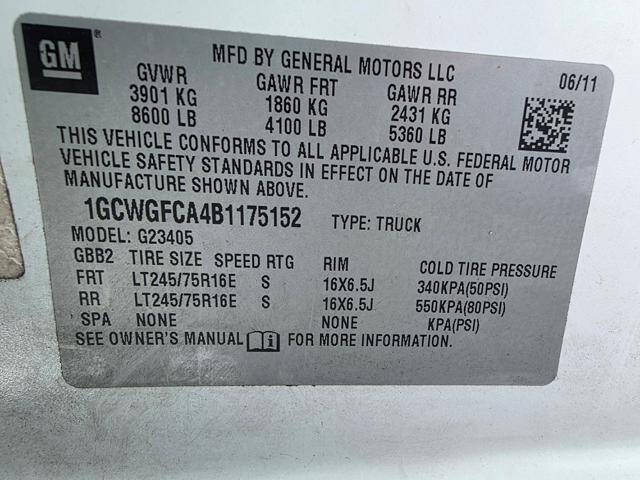 GM
MFD BY GENERAL MOTORS LLC
06/11
GVWR GAWR FRT GAWR RR
3901 KG 1860 KG 2431 KG
8600 LB 4100 LB 5360 LB
THIS VEHICLE CONFORMS TO ALL APPLICABLE U.S. FEDERAL MOTOR
VEHICLE SAFETY STANDARDS IN EFFECT ON THE DATE OF
MANUFACTURE SHOWN ABOVE.
1GCWGFCA4B1175152 TYPE: TRUCK
MODEL: G23405
GBB2 TIRE SIZE SPEED RTG RIM COLD TIRE PRESSURE
FRT LT245/75R16E S 16X6.5J 340KPA(50PSI)
RR LT245/75R16E S 16X6.5J 550KPA(80PSI)
SPA NONE NONE KPA(PSI)
SEE OWNER'S MANUAL i FOR MORE INFORMATION.